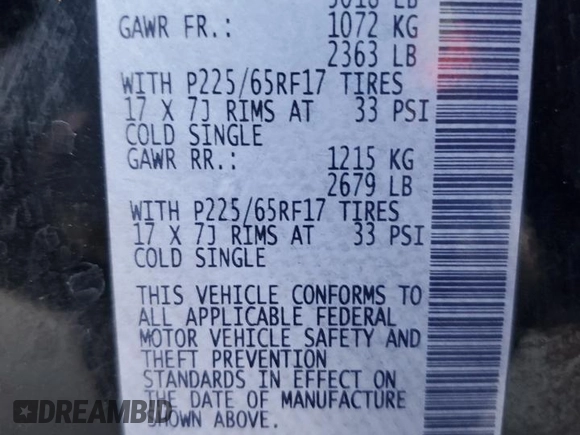 5018 LB
GAWR FR.: 1072 KG
2363 LB
WITH P225/65RF17 TIRES
17 X 7J RIMS AT 33 PSI
COLD SINGLE
GAWR RR.: 1215 KG
2679 LB
WITH P225/65RF17 TIRES
17 X 7J RIMS AT 33 PSI
COLD SINGLE
THIS VEHICLE CONFORMS TO
ALL APPLICABLE FEDERAL
MOTOR VEHICLE SAFETY AND
THEFT PREVENTION
STANDARDS IN EFFECT ON
THE DATE OF MANUFACTURE
SHOWN ABOVE.
DREAMBID